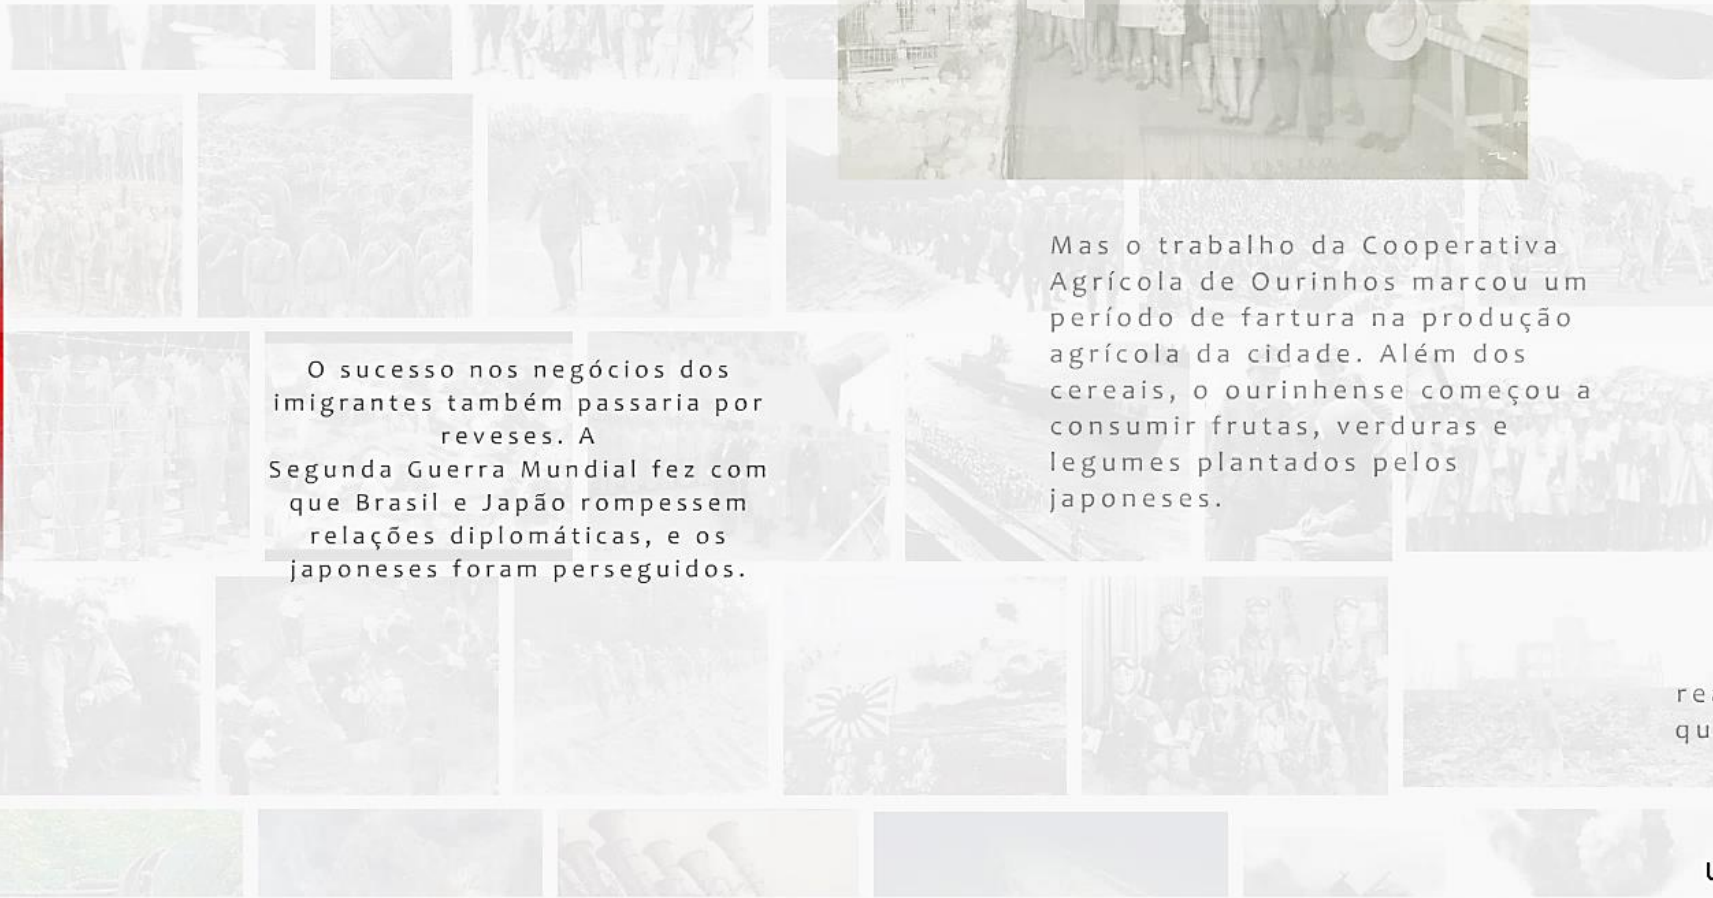 O sucesso nos negócios dos
imigrantes também passaria por
reveses. A
Segunda Guerra Mundial fez com
que Brasil e Japão rompessem
relações diplomáticas, e os
japoneses foram perseguidos.
Mas o trabalho da Cooperativa
Agrícola de Ourinhos marcou um
período de fartura na produção
agrícola da cidade. Além dos
cereais, o ourinhense começou a
consumir frutas, verduras e
legumes plantados pelos
japoneses.